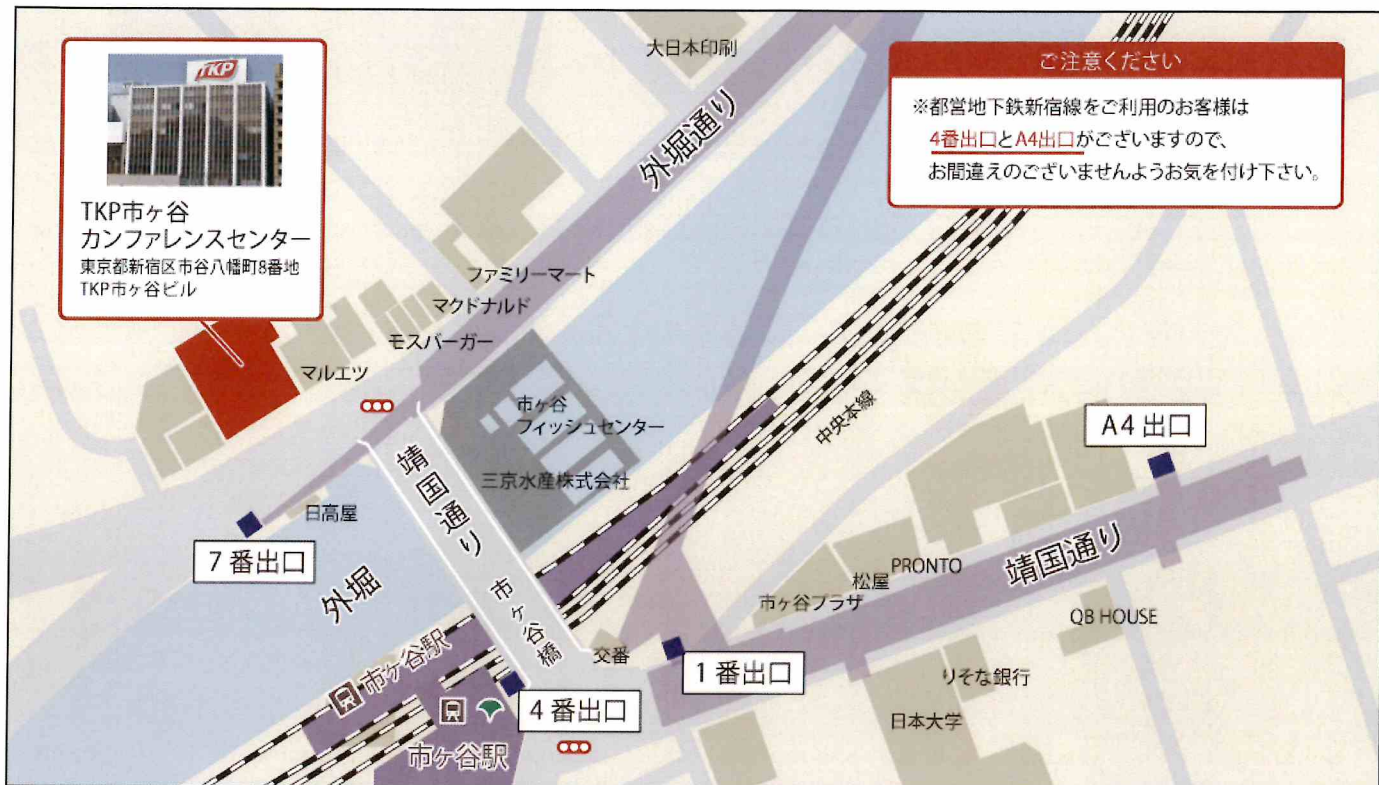 大日本印刷
ご注意ください
※都営地下鉄新宿線をご利用のお客様は
4番出口とA4出口がございますので、
お間違えのございませんようお気を付け下さい。
TKP
TKP市ヶ谷
カンファレンスセンター
東京都新宿区市谷八幡町8番地
TKP市ヶ谷ビル
外堀通り
ファミリーマート
マクドナルド
モスバーガー
マルエツ
市ヶ谷
フィッシュセンター
三京水産株式会社
中央本線
A4 出口
靖国通り
日高屋
7 番出口
外堀
市ヶ谷橋
靖国通り
PRONTO
松屋
市ヶ谷プラザ
QB HOUSE
交番
1 番出口
りそな銀行
日本大学
市ヶ谷駅
4 番出口
市ヶ谷駅